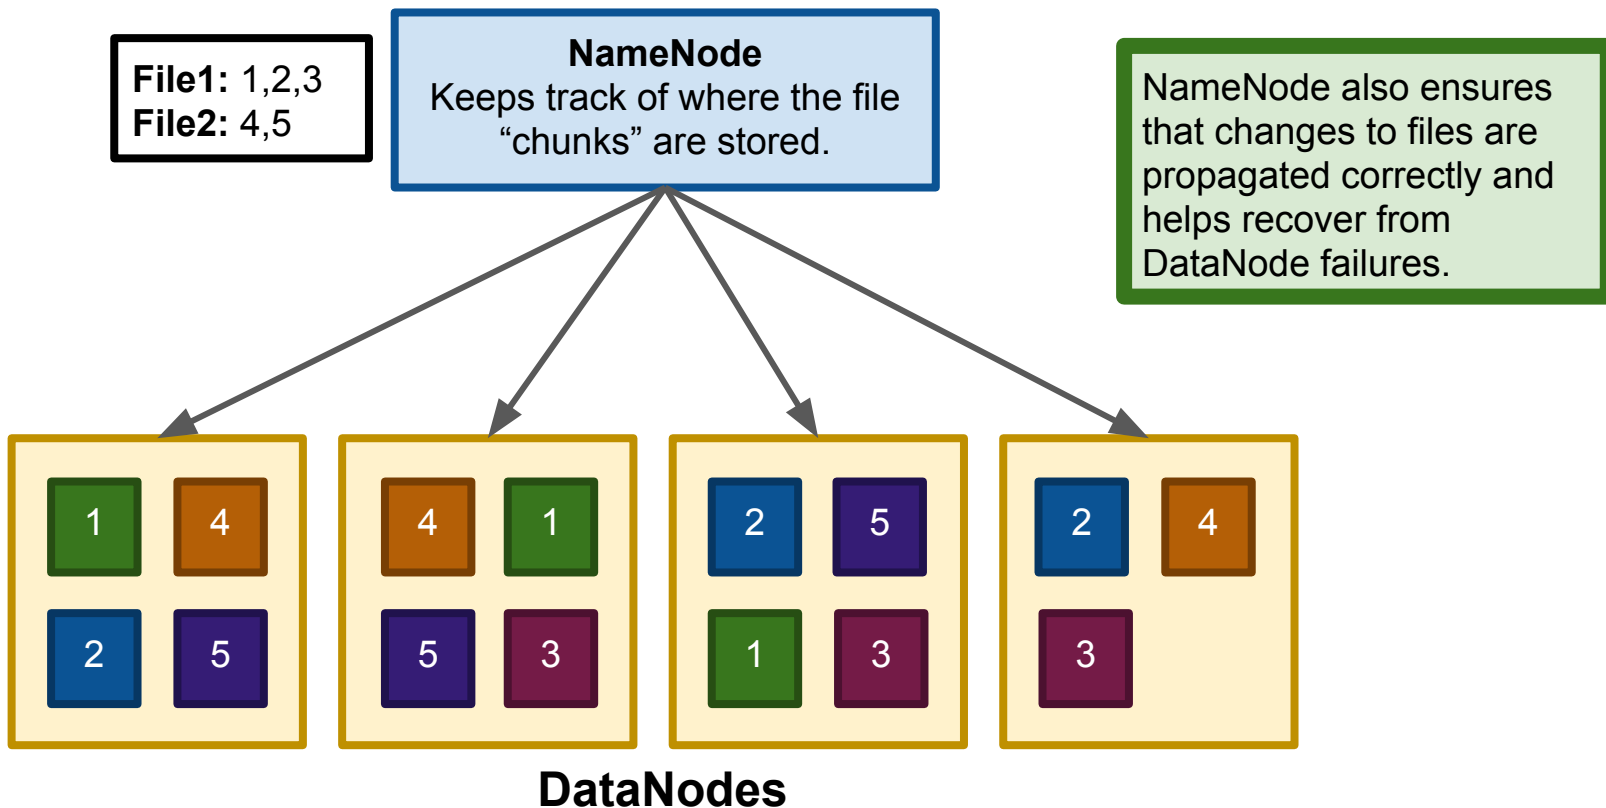 File1: 1,2,3
File2: 4,5
NameNode
Keeps track of where the file
“chunks” are stored.
NameNode also ensures
that changes to files are
propagated correctly and
helps recover from
DataNode failures.
1 4
2 5
4 1
5 3
2 5
1 3
2 4
3
DataNodes